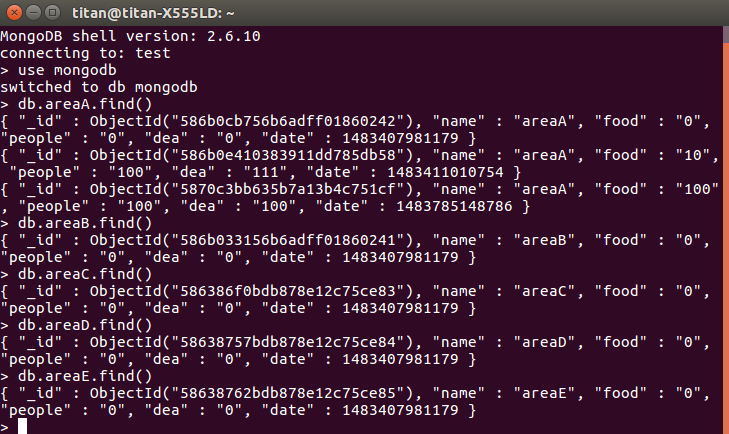 titan@titan-X555LD: ~
MongoDB shell version: 2.6.10
connecting to: test
> use mongodb
switched to db mongodb
> db.areaA.find()
{ "_id" : ObjectId("586b0cb756b6adff01860242"), "name" : "areaA", "food" : "0",
"people" : "0", "dea" : "0", "date" : 1483407981179 }
{ "_id" : ObjectId("586b0e410383911dd785db58"), "name" : "areaA", "food" : "10",
 "people" : "100", "dea" : "111", "date" : 1483411010754 }
{ "_id" : ObjectId("5870c3bb635b7a13b4c751cf"), "name" : "areaA", "food" : "100"
, "people" : "100", "dea" : "100", "date" : 1483785148786 }
> db.areaB.find()
{ "_id" : ObjectId("586b033156b6adff01860241"), "name" : "areaB", "food" : "0",
"people" : "0", "dea" : "0", "date" : 1483407981179 }
> db.areaC.find()
{ "_id" : ObjectId("586386f0bdb878e12c75ce83"), "name" : "areaC", "food" : "0",
"people" : "0", "dea" : "0", "date" : 1483407981179 }
> db.areaD.find()
{ "_id" : ObjectId("58638757bdb878e12c75ce84"), "name" : "areaD", "food" : "0",
"people" : "0", "dea" : "0", "date" : 1483407981179 }
> db.areaE.find()
{ "_id" : ObjectId("58638762bdb878e12c75ce85"), "name" : "areaE", "food" : "0",
"people" : "0", "dea" : "0", "date" : 1483407981179 }
>